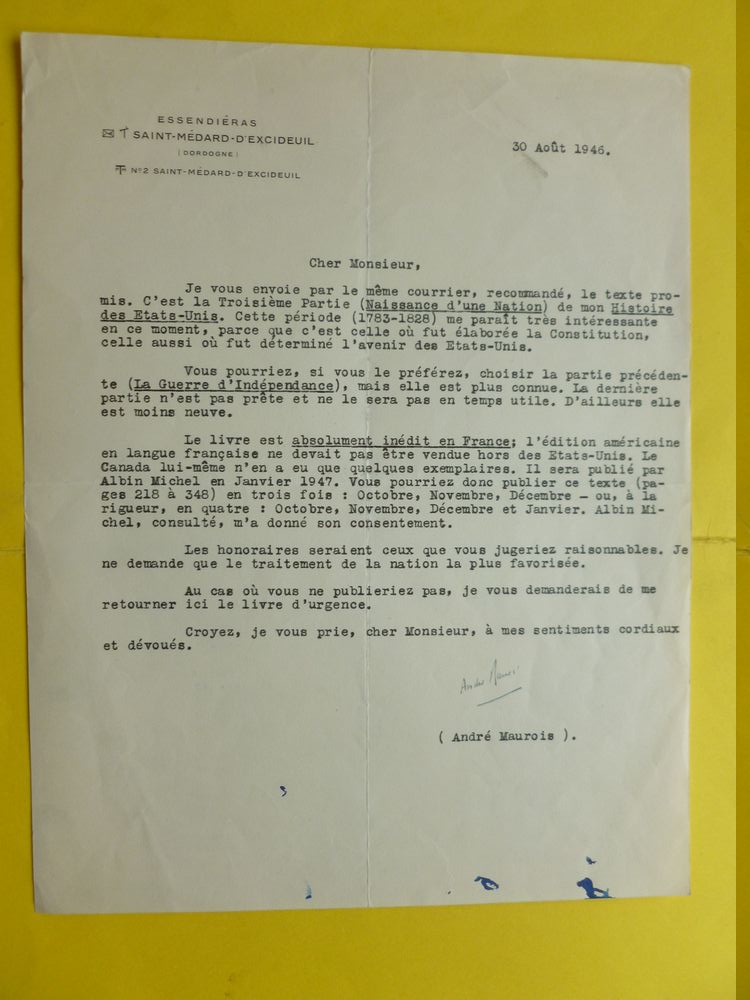 ESSENDIÉRAS
SAINT-MÉDARD-D'EXCIDEUIL
(DORDOGNE)
Nº2 SAINT-MÉDARD-D'EXCIDEUIL
30 Août 1946.
Cher Monsieur,
Je vous envoie par le même courrier, recommandé, le texte pro-
mis. C'est la Troisième Partie (Naissance d'une Nation) de mon Histoire
des Etats-Unis. Cette période (1783-1828) me paraît très intéressante
en ce moment, parce que c'est celle où fut élaborée la Constitution,
celle aussi où fut déterminé l'avenir des Etats-Unis.
Vous pourriez, si vous le préférez, choisir la partie précéden-
te (La Guerre d'Indépendance), mais elle est plus connue. La dernière
partie n'est pas prête et ne le sera pas en temps utile. D'ailleurs elle
est moins neuve.
Le livre est absolument inédit en France; l'édition américaine
en langue française ne devait pas être vendue hors des Etats-Unis. Le
Canada lui-même n'en a eu que quelques exemplaires. Il sera publié par
Albin Michel en Janvier 1947. Vous pourriez donc publier ce texte (pa-
ges 218 à 348) en trois fois : Octobre, Novembre, Décembre – ou, à la
rigueur, en quatre : Octobre, Novembre, Décembre et Janvier. Albin Mi-
chel, consulté, m'a donné son consentement.
Les honoraires seraient ceux que vous jugeriez raisonnables. Je
ne demande que le traitement de la nation la plus favorisée.
Au cas où vous ne publieriez pas, je vous demanderais de me
retourner ici le livre d'urgence.
Croyez, je vous prie, cher Monsieur, à mes sentiments cordiaux
et dévoués.
André Maurois
( André Maurois ).